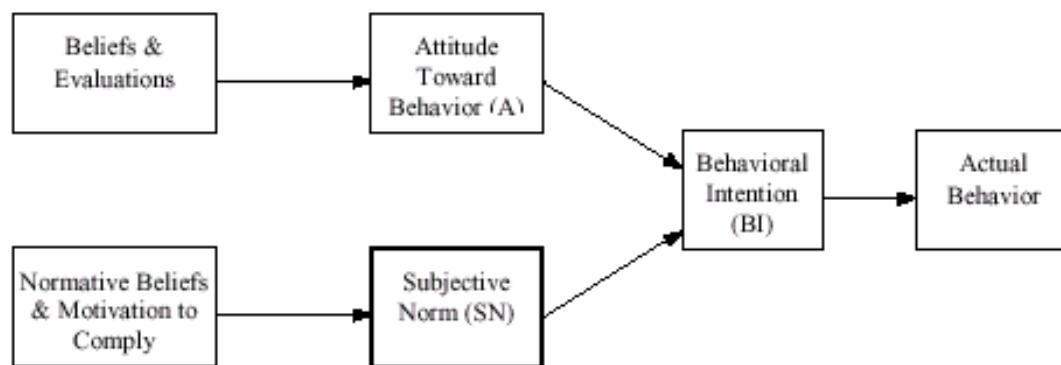 Beliefs &
Evaluations
Attitude
Toward
Behavior (A)
Behavioral
Intention
(BI)
Actual
Behavior
Normative Beliefs
& Motivation to
Comply
Subjective
Norm (SN)